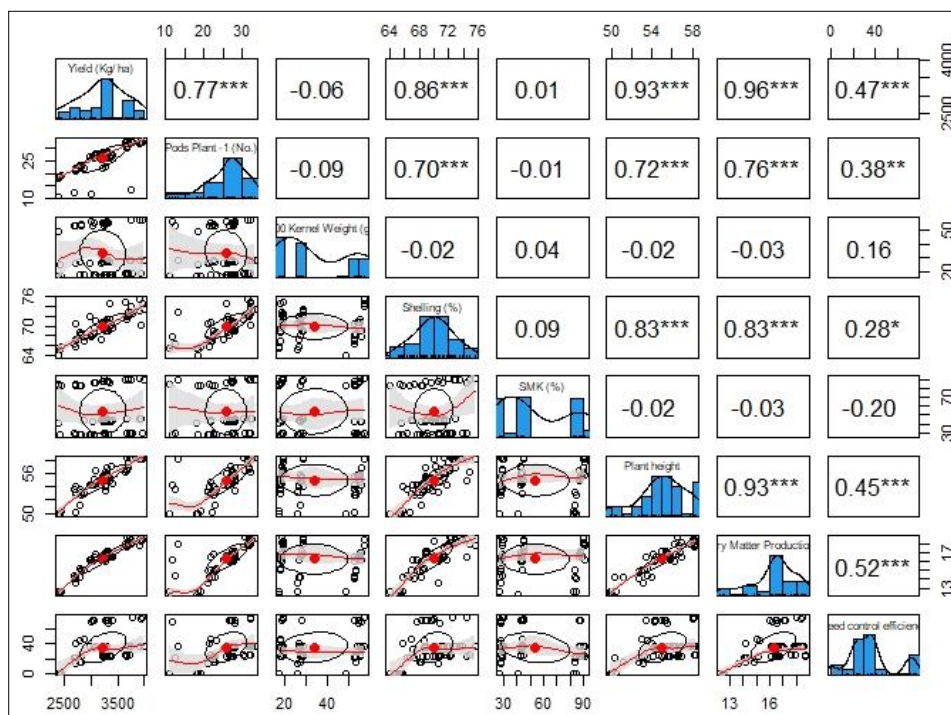 10 20 30 64 68 72 76 50 54 58 0 40
Yield (Kg/ha) 0.77*** -0.06 0.86*** 0.01 0.93*** 0.96*** 0.47*** 2500 4000
10 25 Pods Plant -1 (No.) -0.09 0.70*** -0.01 0.72*** 0.76*** 0.38**
00 Kernel Weight (g -0.02 0.04 -0.02 -0.03 0.16 20 50
64 70 76 Shelling (%) 0.09 0.83*** 0.83*** 0.28*
SMK (%) -0.02 -0.03 -0.20 30 70
50 56 Plant height 0.93*** 0.45***
ry Matter Productio 0.52*** 13 17
0 40 eed control efficien
2500 3500 20 40 30 60 90 13 16